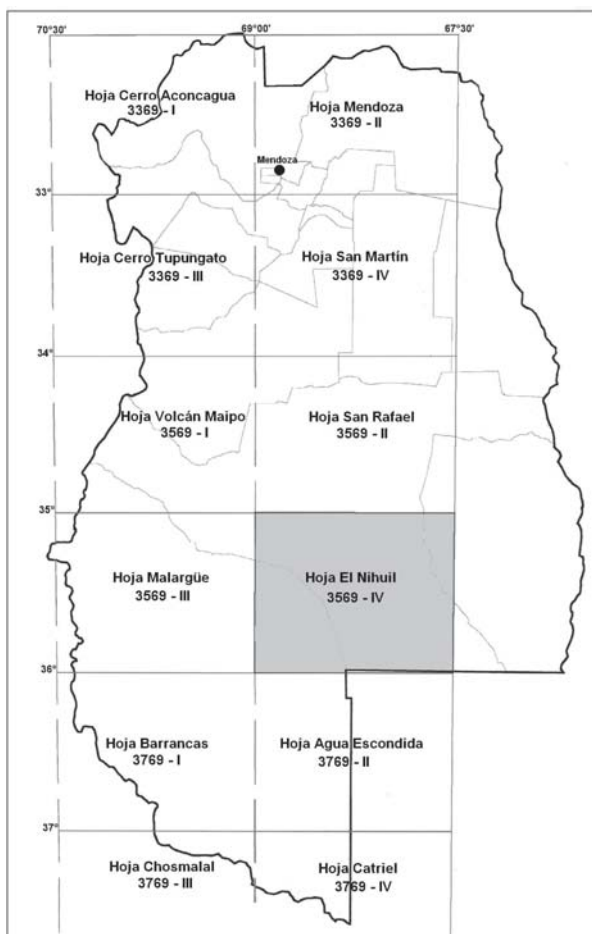 70°30' 69°00' 67°30'
Hoja Cerro Aconcagua
3369 - I
Hoja Mendoza
3369 - II
Mendoza
33°
Hoja Cerro Tupungato
3369 - III
Hoja San Martín
3369 - IV
34°
Hoja Volcán Maipo
3569 - I
Hoja San Rafael
3569 - II
35°
Hoja Malargüe
3569 - III
Hoja El Nihuil
3569 - IV
36°
Hoja Barrancas
3769 - I
Hoja Agua Escondida
3769 - II
37°
Hoja Chosmalal
3769 - III
Hoja Catriel
3769 - IV